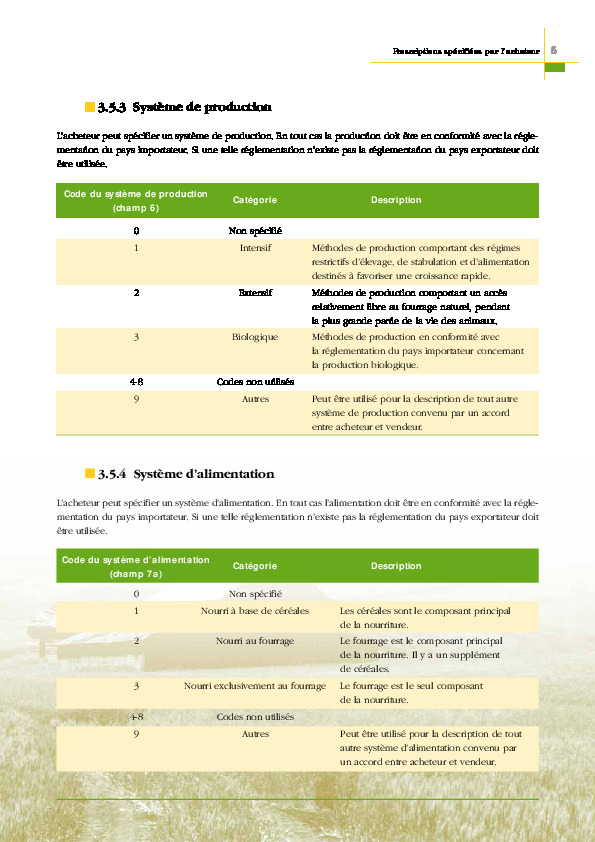 Prescriptions spécifiées par l'acheteur 6
3.5.3 Système de production
L'acheteur peut spécifier un système de production. En tout cas la production doit être en conformité avec la régle-
mentation du pays importateur. Si une telle réglementation n'existe pas la réglementation du pays exportateur doit
être utilisée.
Code du système de production
(champ 6)
Catégorie Description
0 Non spécifié
1 Intensif Méthodes de production comportant des régimes
restrictifs d'élevage, de stabulation et d'alimentation
destinés à favoriser une croissance rapide.
2 Extensif Méthodes de production comportant un accès
relativement libre au fourrage naturel, pendant
la plus grande partie de la vie des animaux.
3 Biologique Méthodes de production en conformité avec
la réglementation du pays importateur concernant
la production biologique.
4-8 Codes non utilisés
9 Autres Peut être utilisé pour la description de tout autre
système de production convenu par un accord
entre acheteur et vendeur.
3.5.4 Système d'alimentation
L'acheteur peut spécifier un système d'alimentation. En tout cas l'alimentation doit être en conformité avec la régle-
mentation du pays importateur. Si une telle réglementation n'existe pas la réglementation du pays exportateur doit
être utilisée.
Code du système d'alimentation
(champ 7a)
Catégorie Description
0 Non spécifié
1 Nourri à base de céréales Les céréales sont le composant principal
de la nourriture.
2 Nourri au fourrage Le fourrage est le composant principal
de la nourriture. Il y a un supplément
de céréales.
3 Nourri exclusivement au fourrage Le fourrage est le seul composant
de la nourriture.
4-8 Codes non utilisés
9 Autres Peut être utilisé pour la description de tout
autre système d'alimentation convenu par
un accord entre acheteur et vendeur.